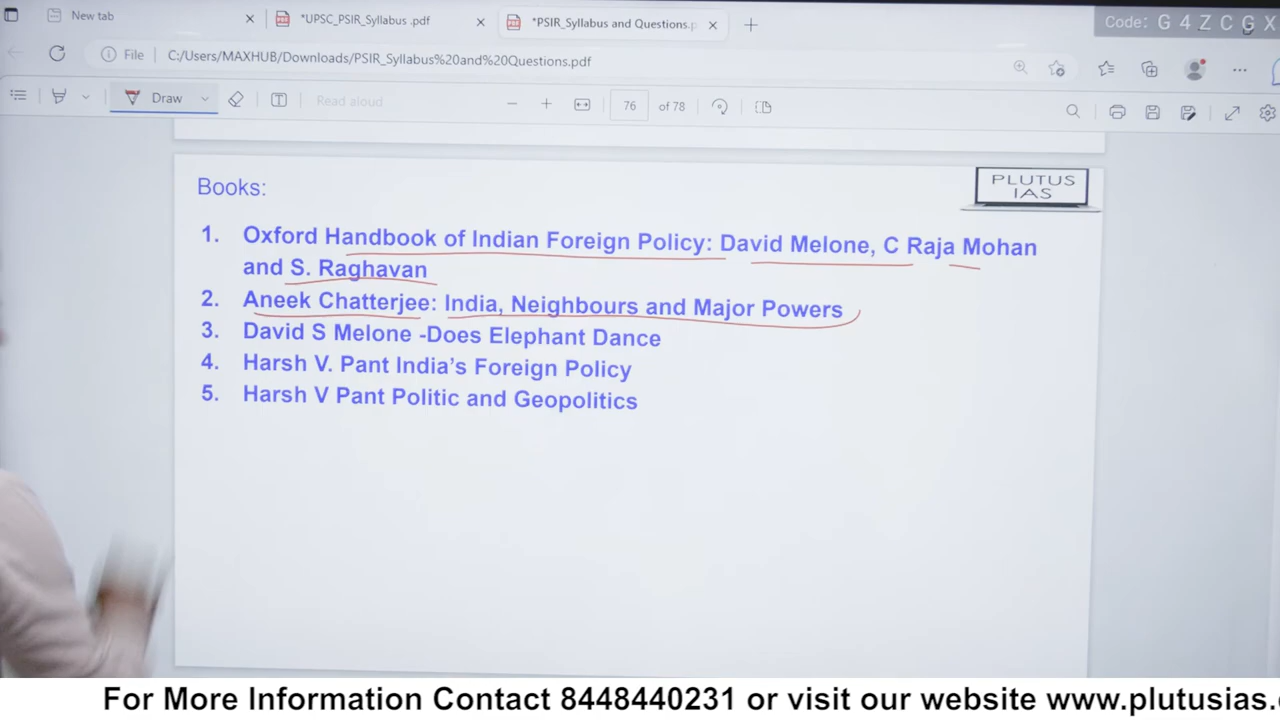 New tab
*UPSC_PSIR_Syllabus .pdf
*PSIR_Syllabus and Questions.p
Code: G 4 Z C G X
File
C:/Users/MAXHUB/Downloads/PSIR_Syllabus%20and%20Questions.pdf
Draw
Read aloud
76
of 78
PLUTUS
IAS
Books:
1. Oxford Handbook of Indian Foreign Policy: David Melone, C Raja Mohan
and S. Raghavan
2. Aneek Chatterjee: India, Neighbours and Major Powers
3. David S Melone -Does Elephant Dance
4. Harsh V. Pant India's Foreign Policy
5. Harsh V Pant Politic and Geopolitics
For More Information Contact 8448440231 or visit our website www.plutusias.